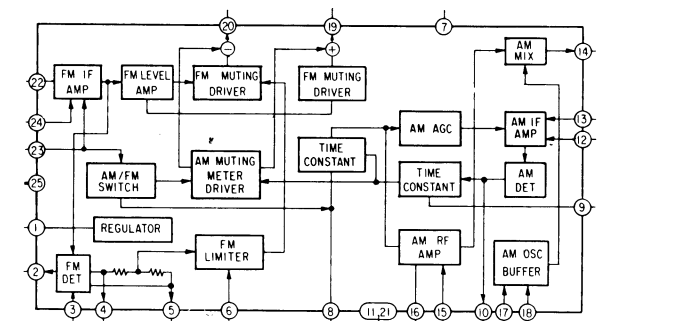 20
19
7
22
FM IF
AMP
FM LEVEL
AMP
FM MUTING
DRIVER
FM MUTING
DRIVER
AM
MIX
14
24
13
12
23
AM AGC
AM IF
AMP
TIME
CONSTANT
25
AM/FM
SWITCH
AM MUTING
METER
DRIVER
TIME
CONSTANT
AM
DET
9
1
REGULATOR
2
FM
DET
FM
LIMITER
AM RF
AMP
AM OSC
BUFFER
3
4
5
6
8
11,21
16
15
10
17
18